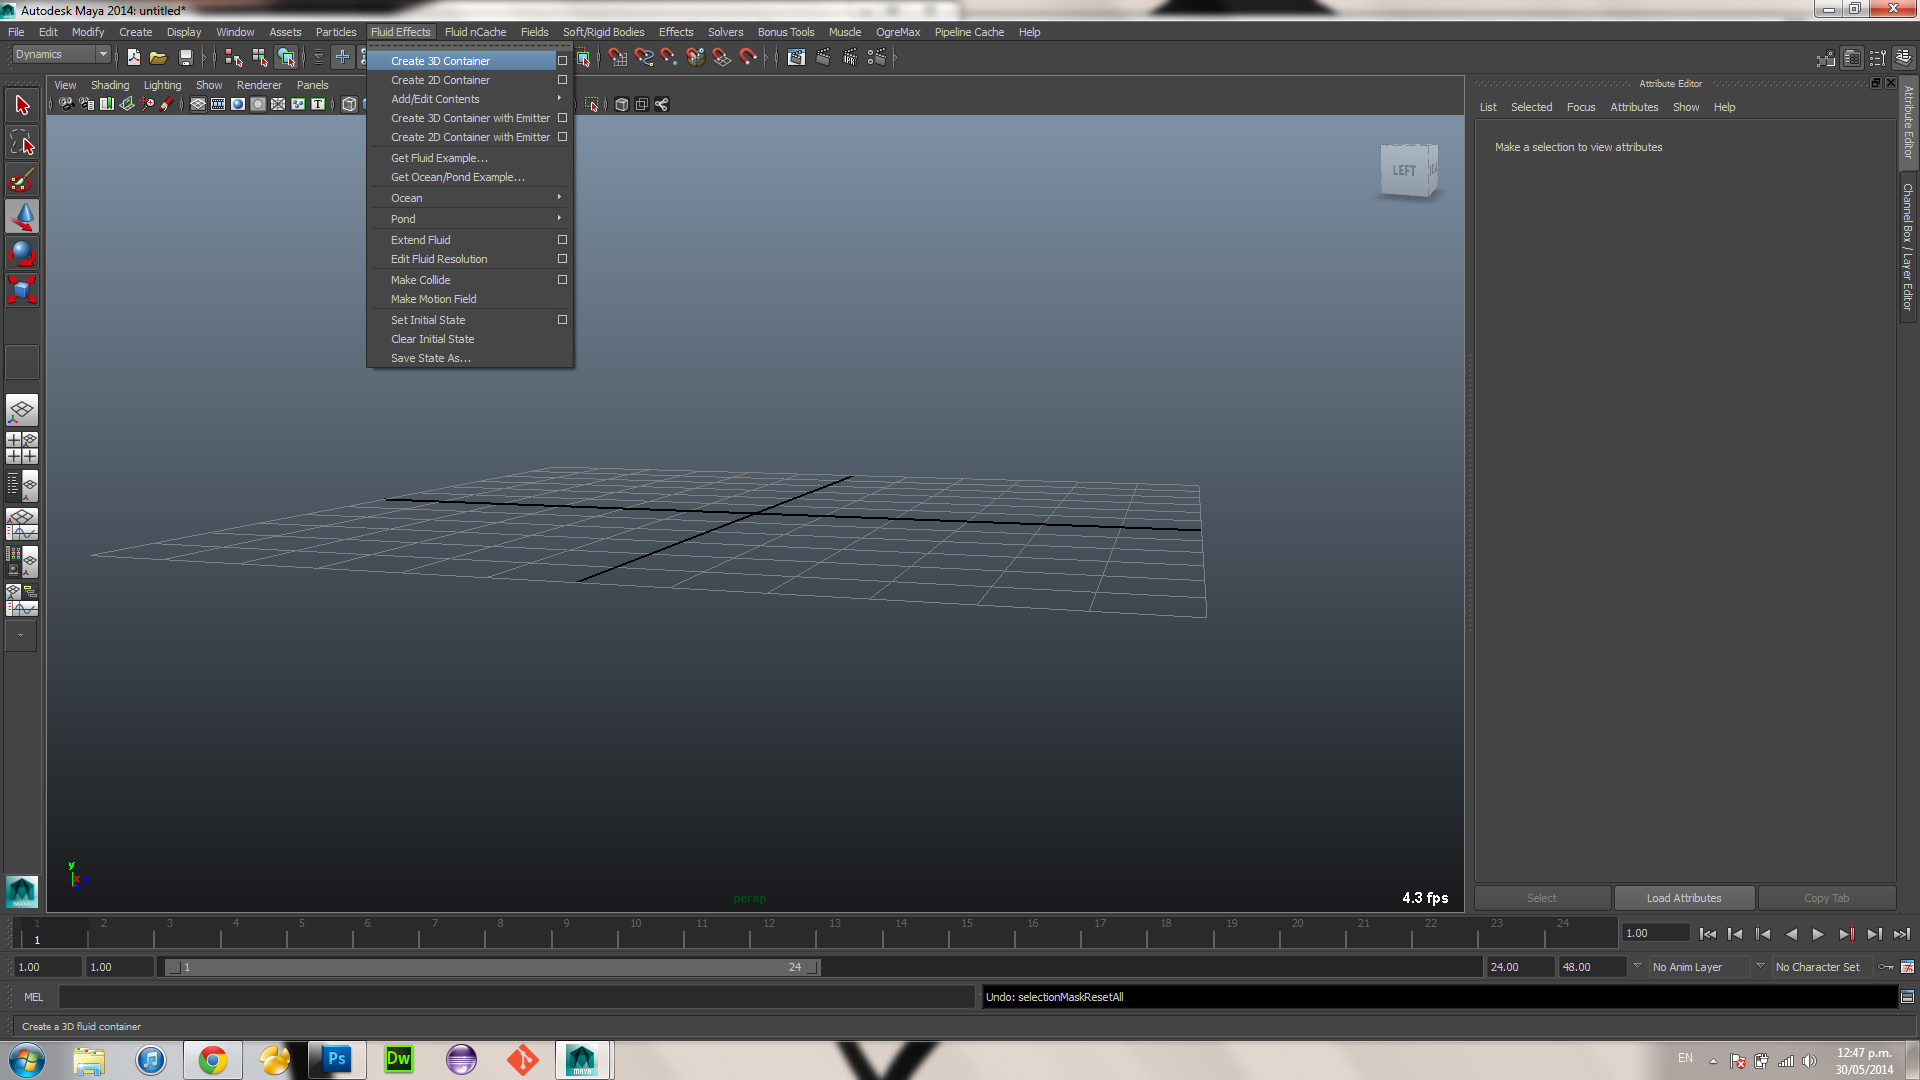 Autodesk Maya 2014: untitled*
File Edit Modify Create Display Window Assets Particles Fluid Effects Fluid nCache Fields Soft/Rigid Bodies Effects Solvers Bonus Tools Muscle OgreMax Pipeline Cache Help
Dynamics
View Shading Lighting Show Renderer Panels
Create 3D Container
Create 2D Container
Add/Edit Contents
Create 3D Container with Emitter
Create 2D Container with Emitter
Get Fluid Example...
Get Ocean/Pond Example...
Ocean
Pond
Extend Fluid
Edit Fluid Resolution
Make Collide
Make Motion Field
Set Initial State
Clear Initial State
Save State As...
LEFT
Attribute Editor
List Selected Focus Attributes Show Help
Make a selection to view attributes
Attribute Editor
Channel Box / Layer Editor
y
x
persp
4.3 fps
Select Load Attributes Copy Tab
1 2 3 4 5 6 7 8 9 10 11 12 13 14 15 16 17 18 19 20 21 22 23 24
1
1.00
1.00 1.00 1 24 24.00 48.00 No Anim Layer No Character Set
MEL
Undo: selectionMaskResetAll
Create a 3D fluid container
Ps
Dw
MAYA
EN
12:47 p.m.
30/05/2014